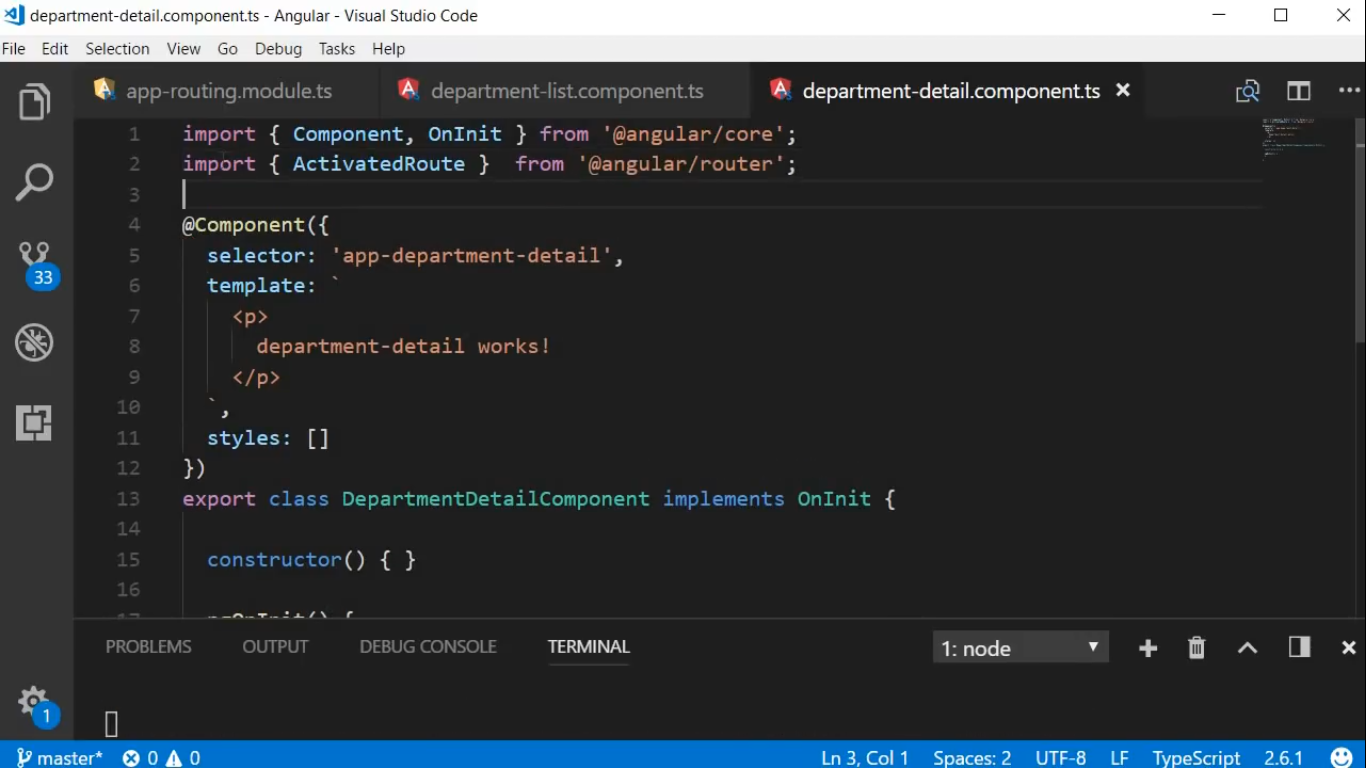 department-detail.component.ts - Angular - Visual Studio Code
File Edit Selection View Go Debug Tasks Help
app-routing.module.ts department-list.component.ts department-detail.component.ts
1 import { Component, OnInit } from '@angular/core';
2 import { ActivatedRoute }  from '@angular/router';
3
4 @Component({
5   selector: 'app-department-detail',
6   template: `
7     <p>
8       department-detail works!
9     </p>
10   `,
11   styles: []
12 })
13 export class DepartmentDetailComponent implements OnInit {
14
15   constructor() { }
16
17   ngOnInit() {
33
PROBLEMS OUTPUT DEBUG CONSOLE TERMINAL 1: node
1
master* 0 0 Ln 3, Col 1 Spaces: 2 UTF-8 LF TypeScript 2.6.1